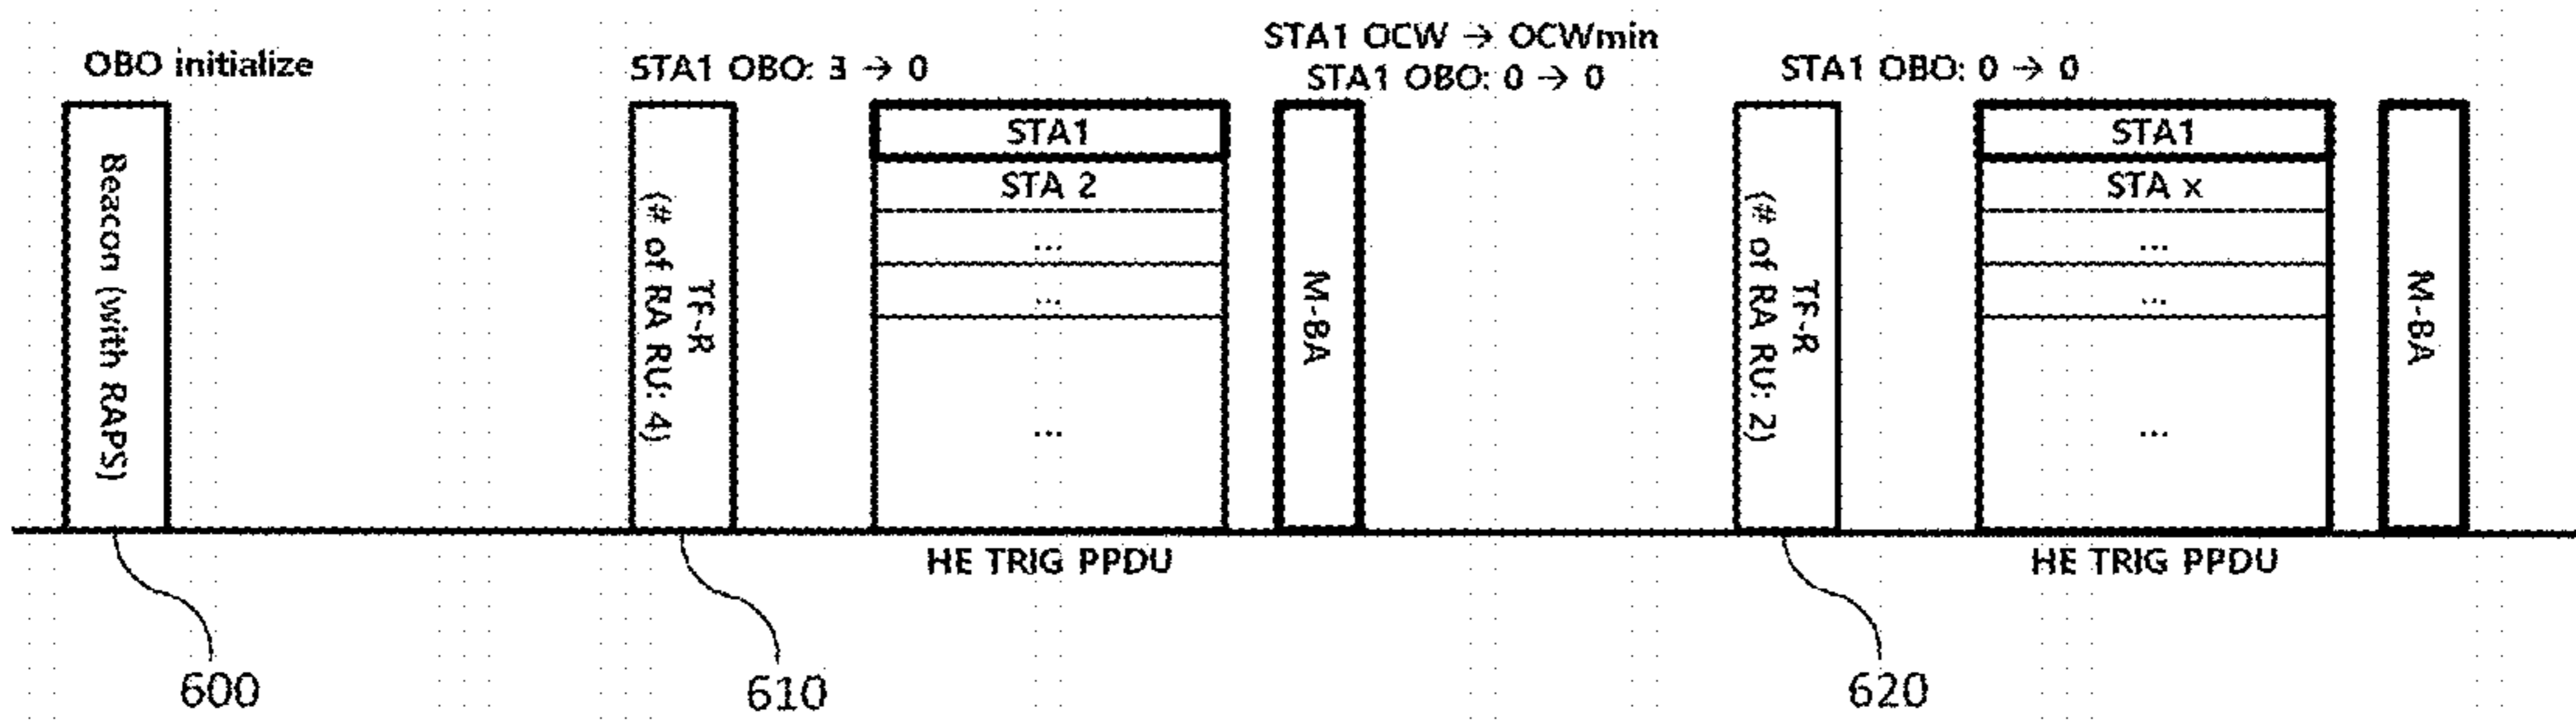 OBO initialize
STA1 OBO: 3 → 0
STA1 OCW → OCWmin
STA1 OBO: 0 → 0
STA1 OBO: 0 → 0
Beacon (with RAPS)
TF-R
(# of RA RU: 4)
STA1
STA 2
...
...
...
M-BA
TF-R
(# of RA RU: 2)
STA1
STA x
...
...
...
M-BA
HE TRIG PPDU
HE TRIG PPDU
600
610
620